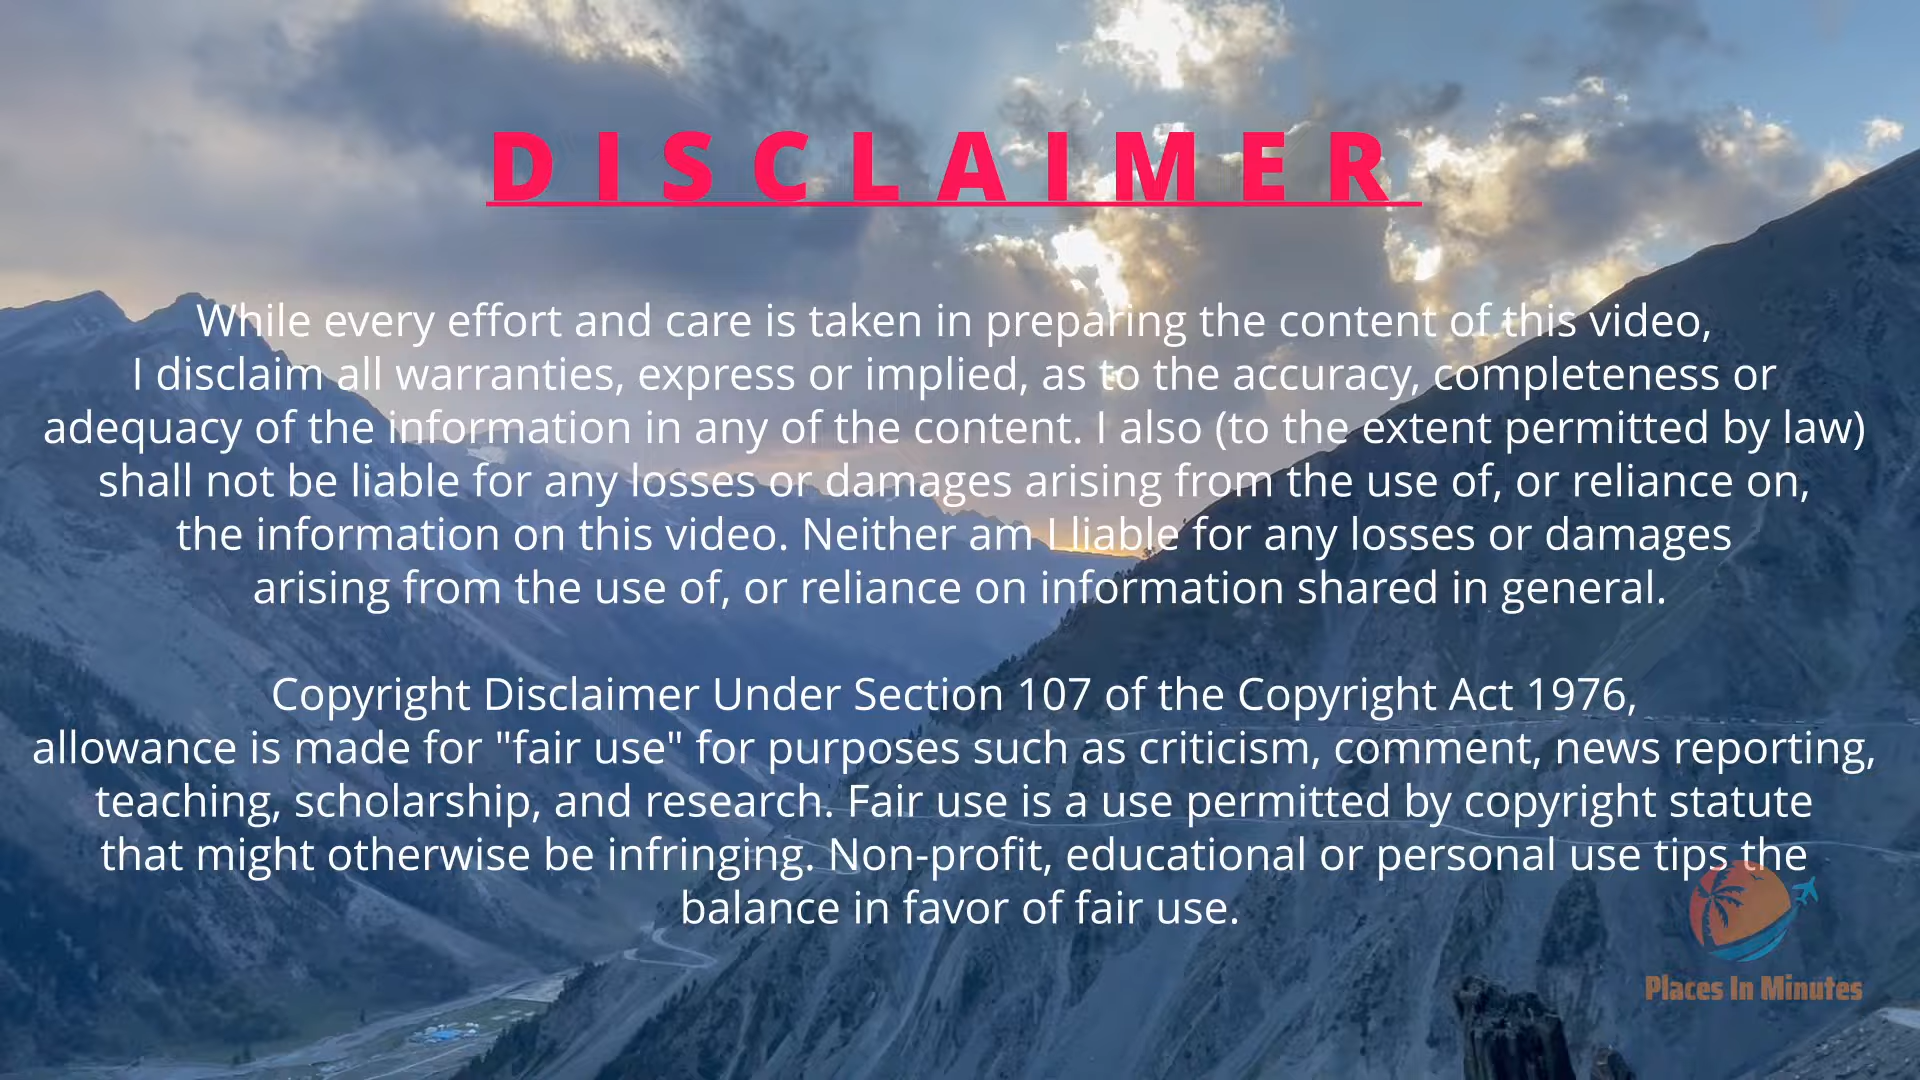 DISCLAIMER
While every effort and care is taken in preparing the content of this video,
I disclaim all warranties, express or implied, as to the accuracy, completeness or
adequacy of the information in any of the content. I also (to the extent permitted by law)
shall not be liable for any losses or damages arising from the use of, or reliance on,
the information on this video. Neither am I liable for any losses or damages
arising from the use of, or reliance on information shared in general.
Copyright Disclaimer Under Section 107 of the Copyright Act 1976,
allowance is made for "fair use" for purposes such as criticism, comment, news reporting,
teaching, scholarship, and research. Fair use is a use permitted by copyright statute
that might otherwise be infringing. Non-profit, educational or personal use tips the
balance in favor of fair use.
Places In Minutes